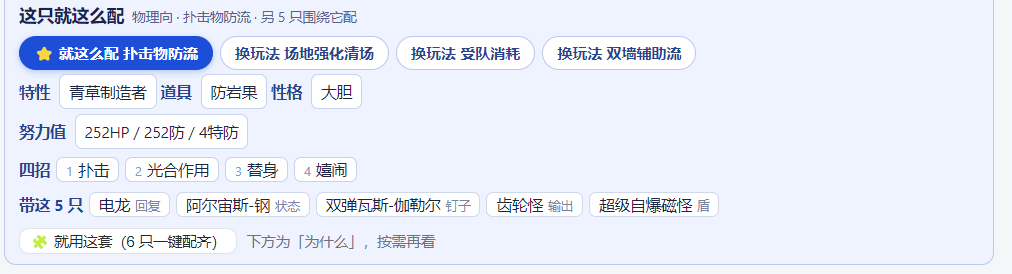 这只就这么配 物理向 · 扑击物防流 · 另 5 只围绕它配
⭐ 就这么配 扑击物防流 换玩法 场地强化清场 换玩法 受队消耗 换玩法 双墙辅助流
特性 青草制造者 道具 防岩果 性格 大胆
努力值 252HP / 252防 / 4特防
四招 1 扑击 2 光合作用 3 替身 4 嬉闹
带这 5 只 电龙 回复 阿尔宙斯-钢 状态 双弹瓦斯-伽勒尔 钉子 齿轮怪 输出 超级自爆磁怪 盾
🧩 就用这套（6 只一键配齐） 下方为「为什么」，按需再看